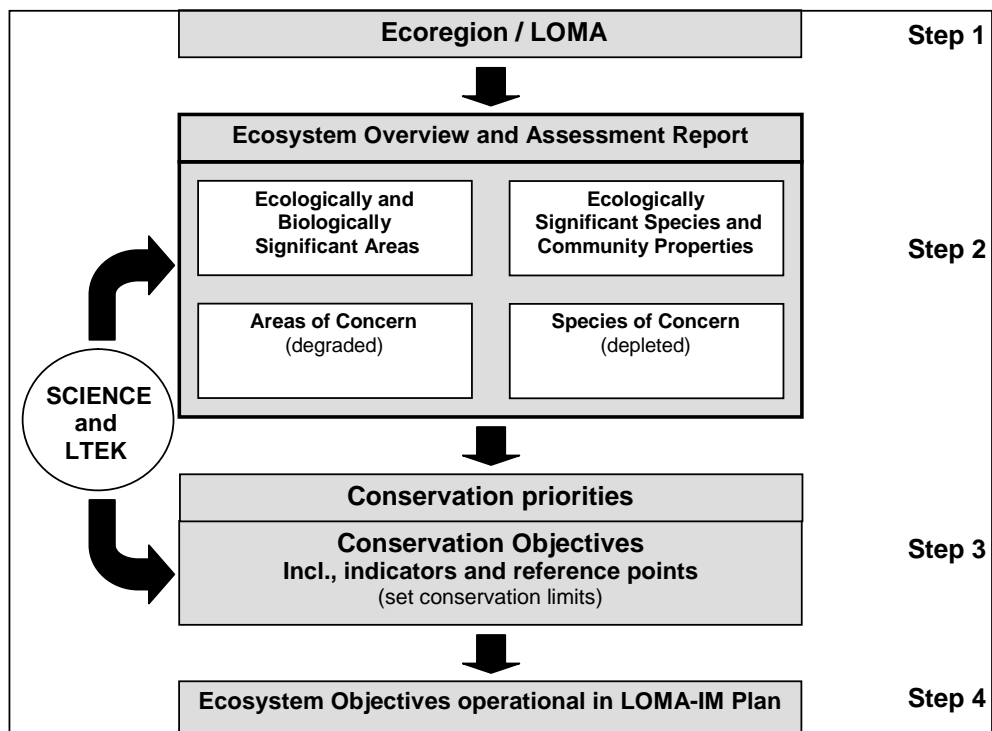 Ecoregion / LOMA
Step 1
Ecosystem Overview and Assessment Report
Ecologically and
Biologically
Significant Areas
Ecologically
Significant Species and
Community Properties
Step 2
Areas of Concern
(degraded)
Species of Concern
(depleted)
SCIENCE
and
LTEK
Conservation priorities
Conservation Objectives
Incl., indicators and reference points
(set conservation limits)
Step 3
Ecosystem Objectives operational in LOMA-IM Plan
Step 4